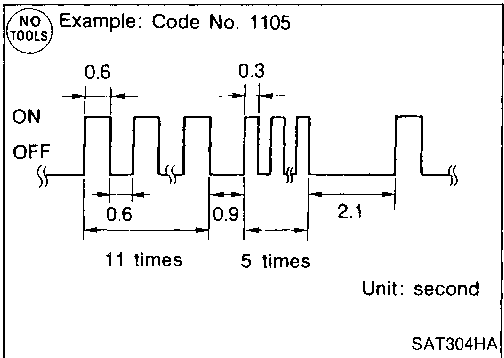 NO TOOLS
Example: Code No. 1105
0.6
0.3
ON
OFF
0.6
0.9
2.1
11 times
5 times
Unit: second
SAT304HA